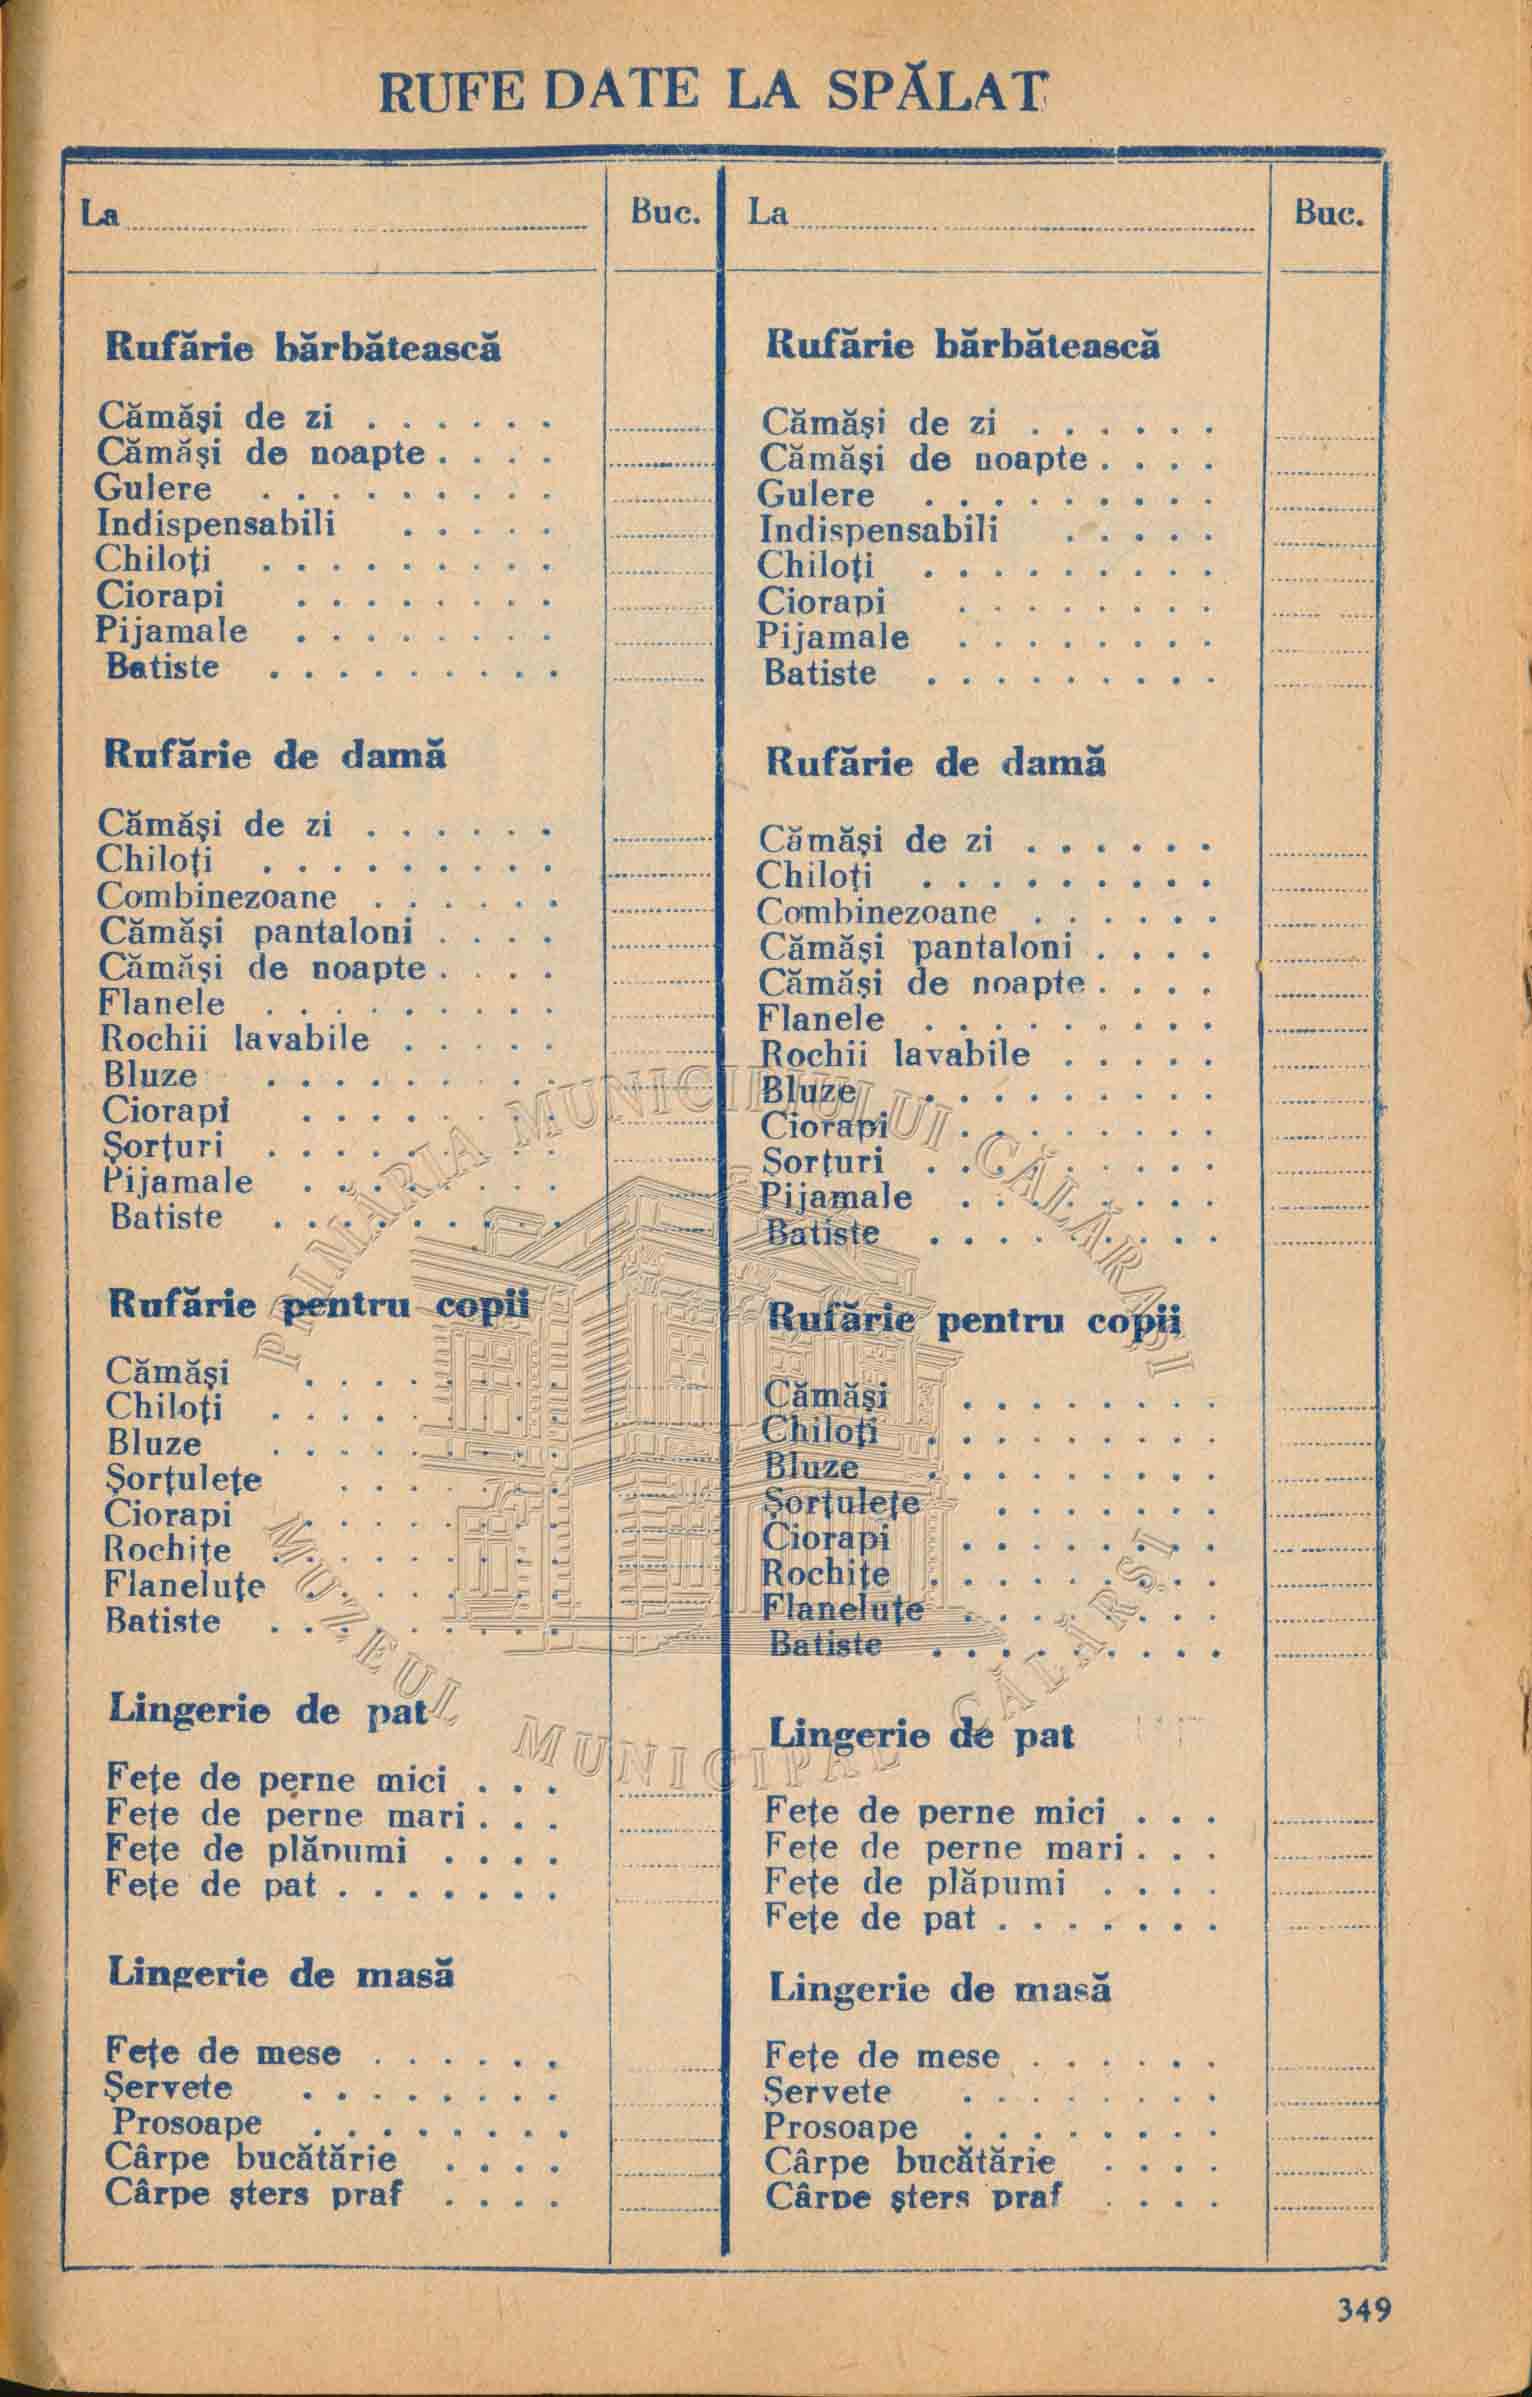 RUFE DATE LA SPĂLAT
La
Buc.
Rufărie bărbătească
Cămăşi de zi
Cămăşi de noapte
Gulere
Indispensabili
Chiloţi
Ciorapi
Pijamale
Batiste
Rufărie de damă
Cămăşi de zi
Chiloţi
Combinezoane
Cămăşi pantaloni
Cămăşi de noapte
Flanele
Rochii lavabile
Bluze
Ciorapi
Şorţuri
Pijamale
Batiste
Rufărie pentru copii
Cămăşi
Chiloţi
Bluze
Şorţuleţe
Ciorapi
Rochiţe
Flaneluţe
Batiste
Lingerie de pat
Feţe de perne mici
Feţe de perne mari
Feţe de plăpumi
Feţe de pat
Lingerie de masă
Feţe de mese
Şervete
Prosoape
Cârpe bucătărie
Cârpe şters praf
La
Buc.
Rufărie bărbătească
Cămăşi de zi
Cămăşi de noapte
Gulere
Indispensabili
Chiloţi
Ciorapi
Pijamale
Batiste
Rufărie de damă
Cămăşi de zi
Chiloţi
Combinezoane
Cămăşi pantaloni
Cămăşi de noapte
Flanele
Rochii lavabile
Bluze
Ciorapi
Şorţuri
Pijamale
Batiste
Rufărie pentru copii
Cămăşi
Chiloţi
Bluze
Şorţuleţe
Ciorapi
Rochiţe
Flaneluţe
Batiste
Lingerie de pat
Feţe de perne mici
Feţe de perne mari
Feţe de plăpumi
Feţe de pat
Lingerie de masă
Feţe de mese
Şervete
Prosoape
Cârpe bucătărie
Cârpe şters praf
349
PRIMĂRIA MUNICIPIULUI CĂLĂRAŞI
MUZEUL MUNICIPAL CĂLĂRŞI